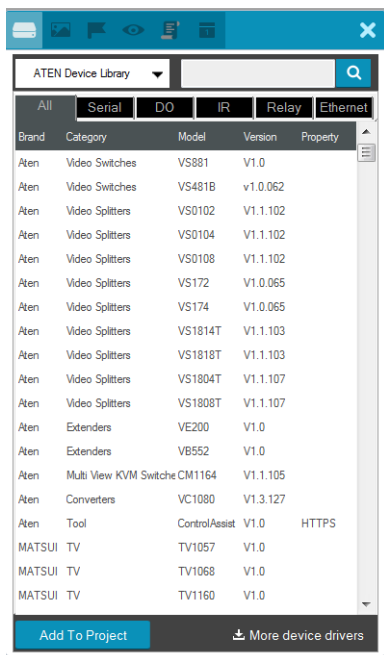 ATEN Device Library
All Serial DO IR Relay Ethernet
Brand Category Model Version Property
Aten Video Switches VS881 V1.0
Aten Video Switches VS481B v1.0.062
Aten Video Splitters VS0102 V1.1.102
Aten Video Splitters VS0104 V1.1.102
Aten Video Splitters VS0108 V1.1.102
Aten Video Splitters VS172 V1.0.065
Aten Video Splitters VS174 V1.0.065
Aten Video Splitters VS1814T V1.1.103
Aten Video Splitters VS1818T V1.1.103
Aten Video Splitters VS1804T V1.1.107
Aten Video Splitters VS1808T V1.1.107
Aten Extenders VE200 V1.0
Aten Extenders VB552 V1.0
Aten Multi View KVM Switche CM1164 V1.1.105
Aten Converters VC1080 V1.3.127
Aten Tool ControlAssist V1.0 HTTPS
MATSUI TV TV1057 V1.0
MATSUI TV TV1068 V1.0
MATSUI TV TV1160 V1.0
Add To Project More device drivers